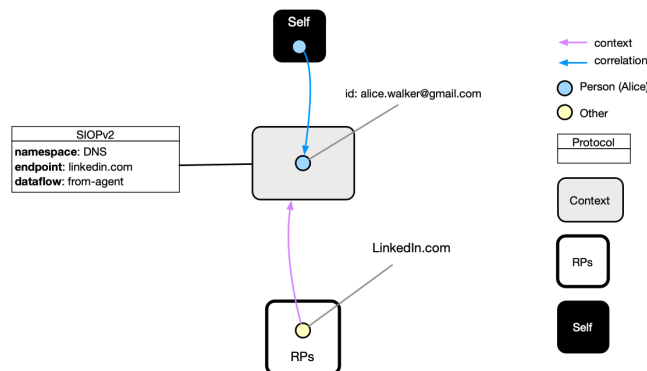 Self
id: alice.walker@gmail.com
SIOPv2
namespace: DNS
endpoint: linkedin.com
dataflow: from-agent
LinkedIn.com
RPs
context
correlation
Person (Alice)
Other
Protocol
Context
RPs
Self